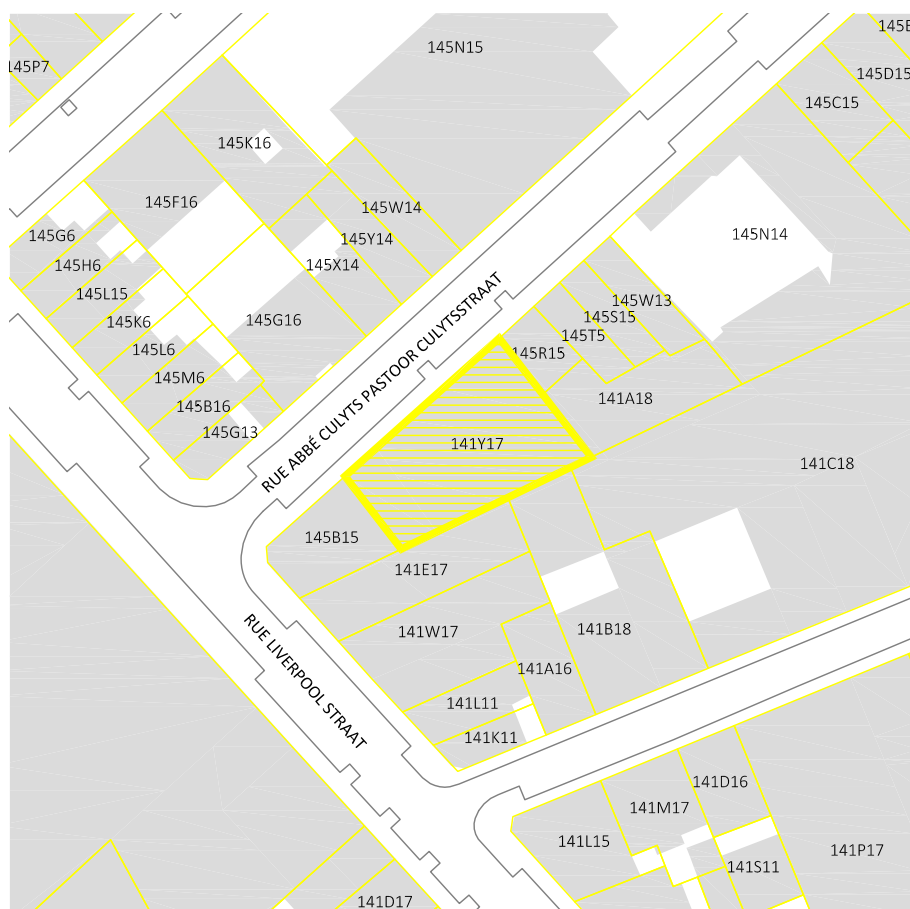 145N15
145E
145P7
145D15
145C15
145K16
145F16
145W14
145G6
145Y14
145N14
145H6
145X14
145L15
145W13
145K6
145G16
145S15
145T5
145L6
145R15
145M6
RUE ABBÉ CULYTS PASTOOR CULYTSSTRAAT
141A18
145B16
145G13
141Y17
141C18
145B15
141E17
141W17
141B18
RUE LIVERPOOL STRAAT
141A16
141L11
141K11
141D16
141M17
141L15
141P17
141S11
141D17